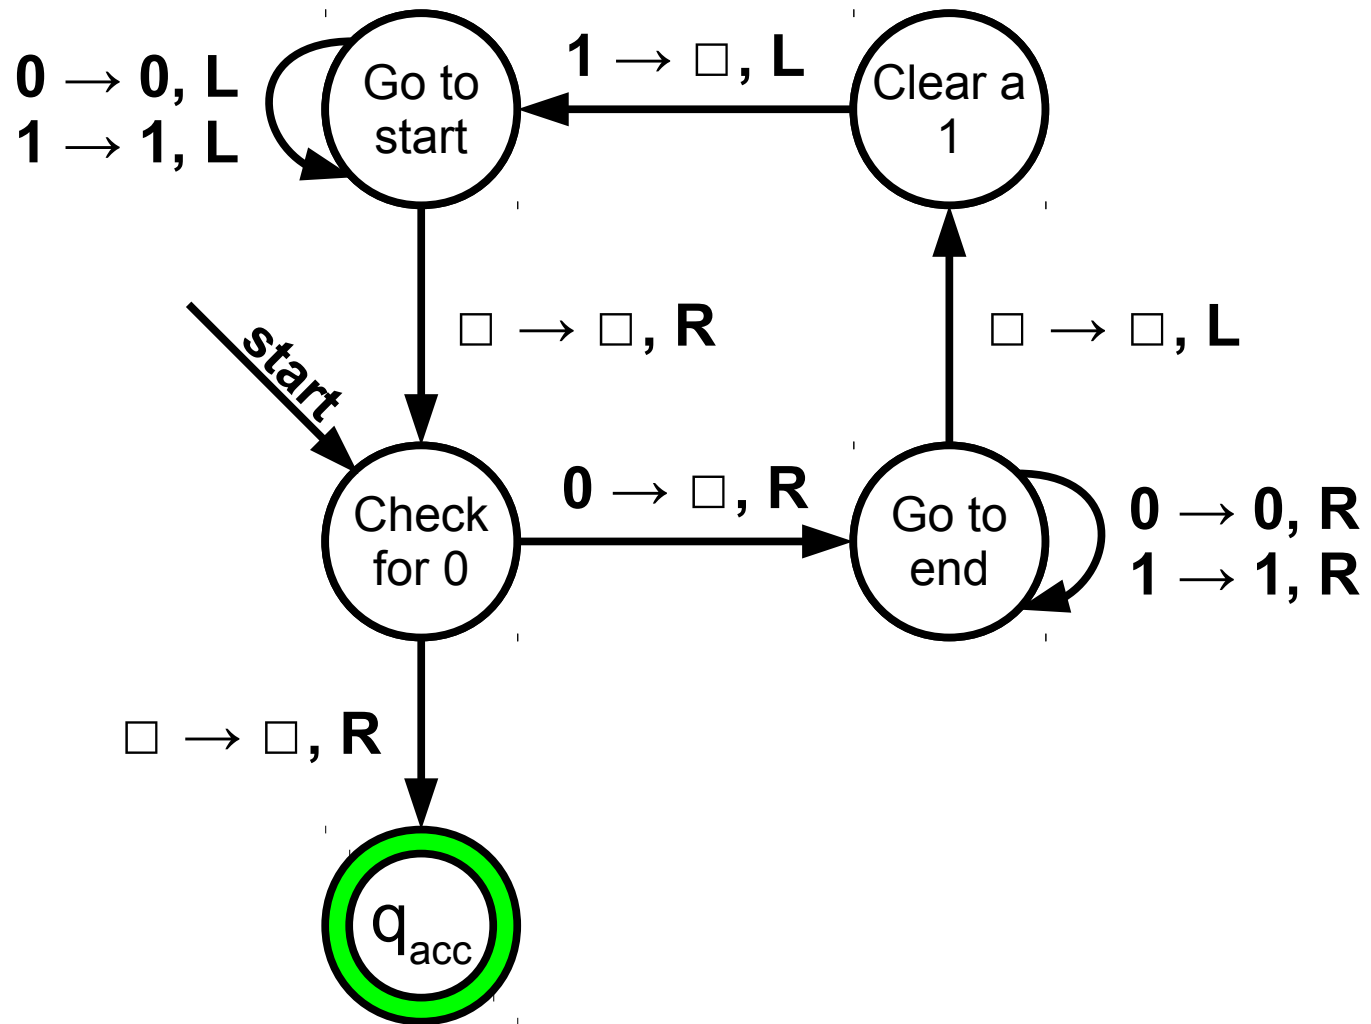 0 → 0, L
1 → 1, L
Go to
start
1 → □, L
Clear a
1
□ → □, R
□ → □, L
start
Check
for 0
0 → □, R
Go to
end
0 → 0, R
1 → 1, R
□ → □, R
qacc